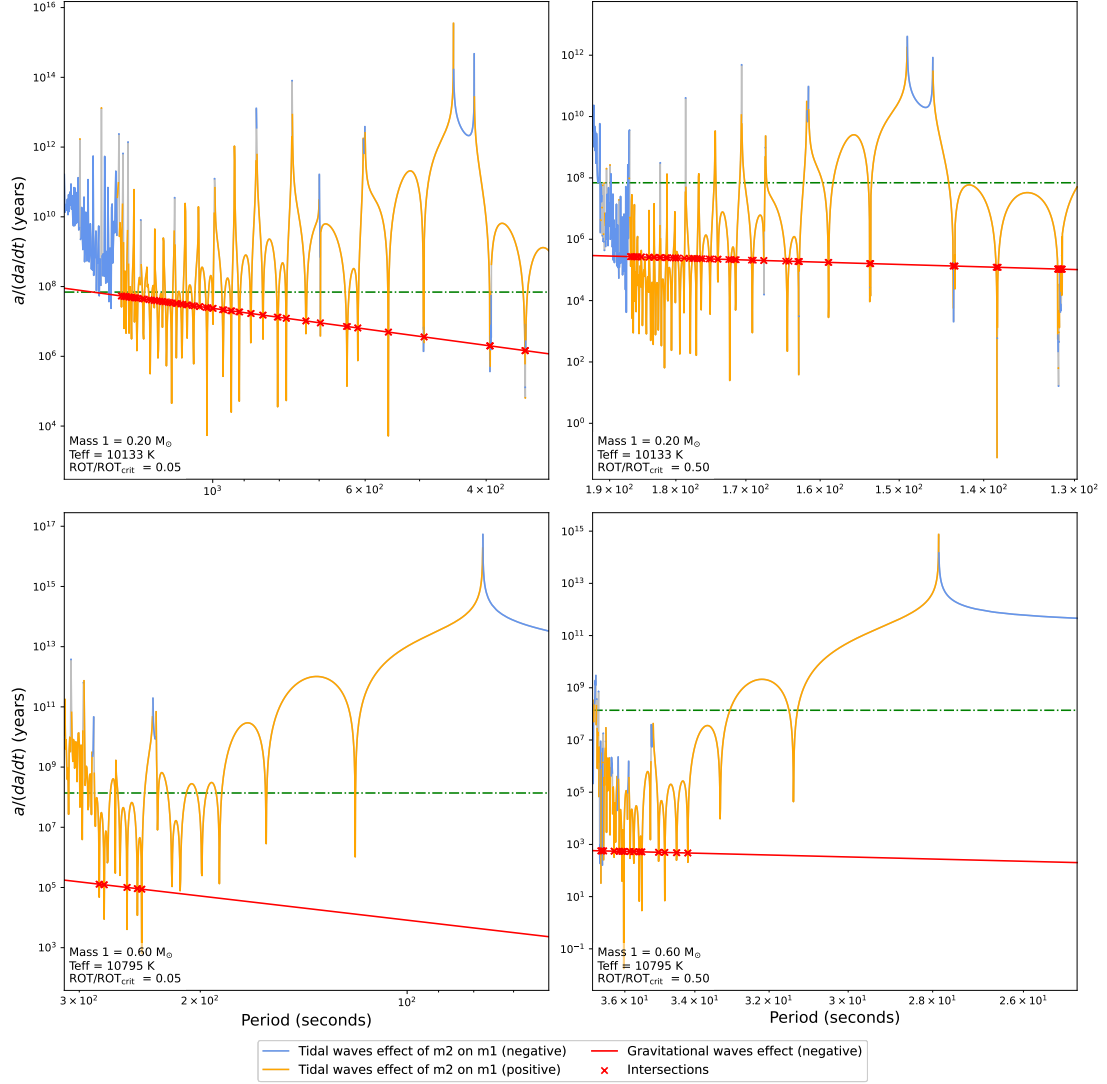 10^16
10^14
10^12
10^10
10^8
10^6
10^4
a/(da/dt) (years)
Mass 1 = 0.20 M⊙
Teff = 10133 K
ROT/ROT_crit = 0.05
10^3
6 × 10^2
4 × 10^2
10^12
10^10
10^8
10^6
10^4
10^2
10^0
Mass 1 = 0.20 M⊙
Teff = 10133 K
ROT/ROT_crit = 0.50
1.9 × 10^2
1.8 × 10^2
1.7 × 10^2
1.6 × 10^2
1.5 × 10^2
1.4 × 10^2
1.3 × 10^2
10^17
10^15
10^13
10^11
10^9
10^7
10^5
10^3
a/(da/dt) (years)
Mass 1 = 0.60 M⊙
Teff = 10795 K
ROT/ROT_crit = 0.05
3 × 10^2
2 × 10^2
10^2
Period (seconds)
10^15
10^13
10^11
10^9
10^7
10^5
10^3
10^1
10^−1
Mass 1 = 0.60 M⊙
Teff = 10795 K
ROT/ROT_crit = 0.50
3.6 × 10^1
3.4 × 10^1
3.2 × 10^1
3 × 10^1
2.8 × 10^1
2.6 × 10^1
Period (seconds)
Tidal waves effect of m2 on m1 (negative)
Tidal waves effect of m2 on m1 (positive)
Gravitational waves effect (negative)
Intersections